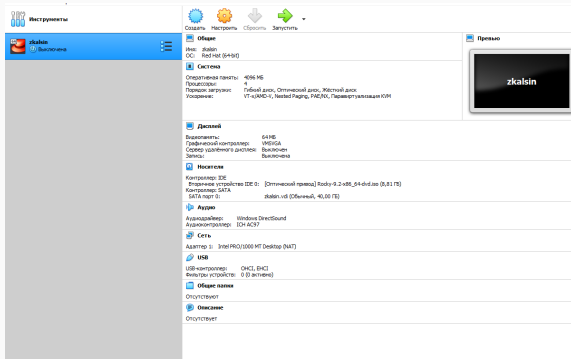 Инструменты
Создать Настроить Сбросить Запустить
zkalsin
Выключена
Общие
Имя: zkalsin
ОС: Red Hat (64-bit)
Система
Оперативная память: 4096 МБ
Процессоры: 4
Порядок загрузки: Гибкий диск, Оптический диск, Жёсткий диск
Ускорение: VT-x/AMD-V, Nested Paging, PAE/NX, Паравиртуализация KVM
Превью
zkalsin
Дисплей
Видеопамять: 64 МБ
Графический контроллер: VMSVGA
Сервер удалённого дисплея: Выключен
Запись: Выключена
Носители
Контроллер: IDE
Вторичное устройство IDE 0: [Оптический привод] Rocky-9.2-x86_64-dvd.iso (8,81 ГБ)
Контроллер: SATA
SATA порт 0: zkalsin.vdi (Обычный, 40,00 ГБ)
Аудио
Аудиодрайвер: Windows DirectSound
Аудиоконтроллер: ICH AC97
Сеть
Адаптер 1: Intel PRO/1000 MT Desktop (NAT)
USB
USB-контроллер: OHCI, EHCI
Фильтры устройств: 0 (0 активно)
Общие папки
Отсутствуют
Описание
Отсутствует